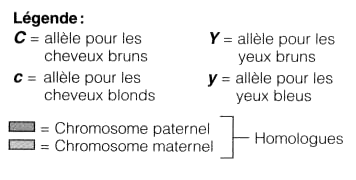 Légende :
C = allèle pour les cheveux bruns
Y = allèle pour les yeux bruns
c = allèle pour les cheveux blonds
y = allèle pour les yeux bleus
= Chromosome paternel
= Chromosome maternel
Homologues